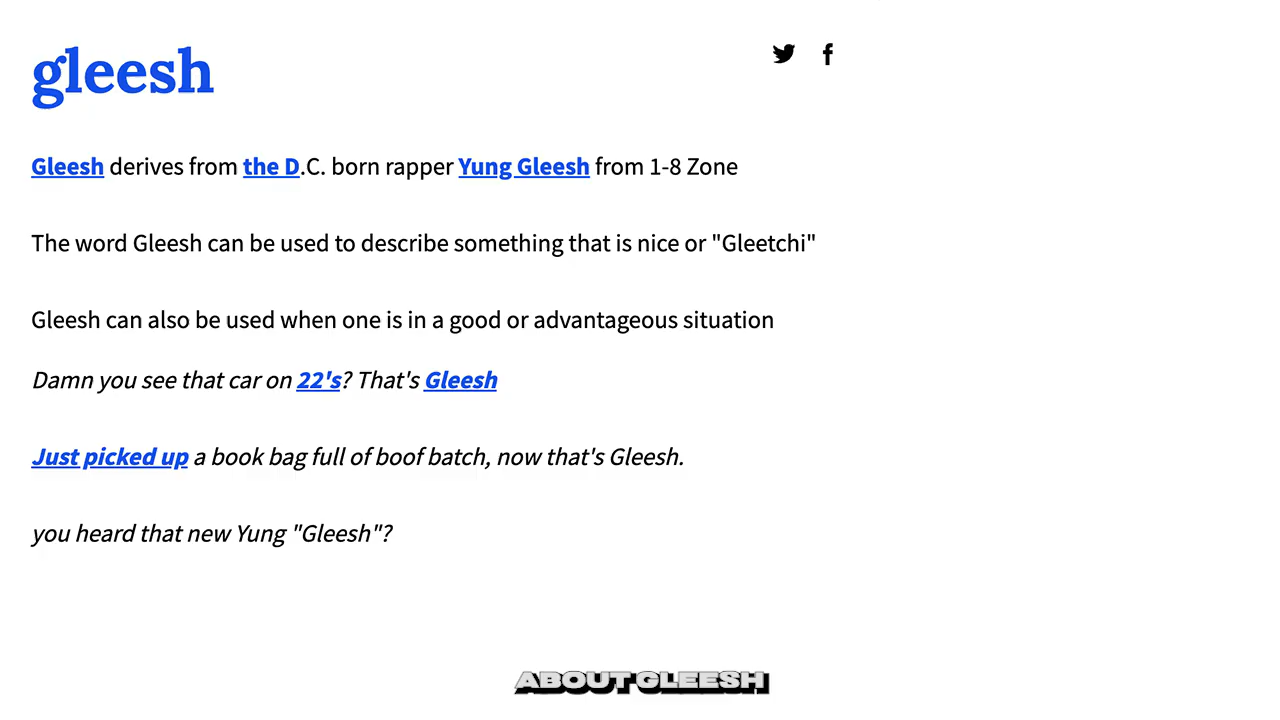 gleesh
Gleesh derives from the D.C. born rapper Yung Gleesh from 1-8 Zone
The word Gleesh can be used to describe something that is nice or "Gleetchi"
Gleesh can also be used when one is in a good or advantageous situation
Damn you see that car on 22's? That's Gleesh
Just picked up a book bag full of boof batch, now that's Gleesh.
you heard that new Yung "Gleesh"?
ABOUT GLEESH